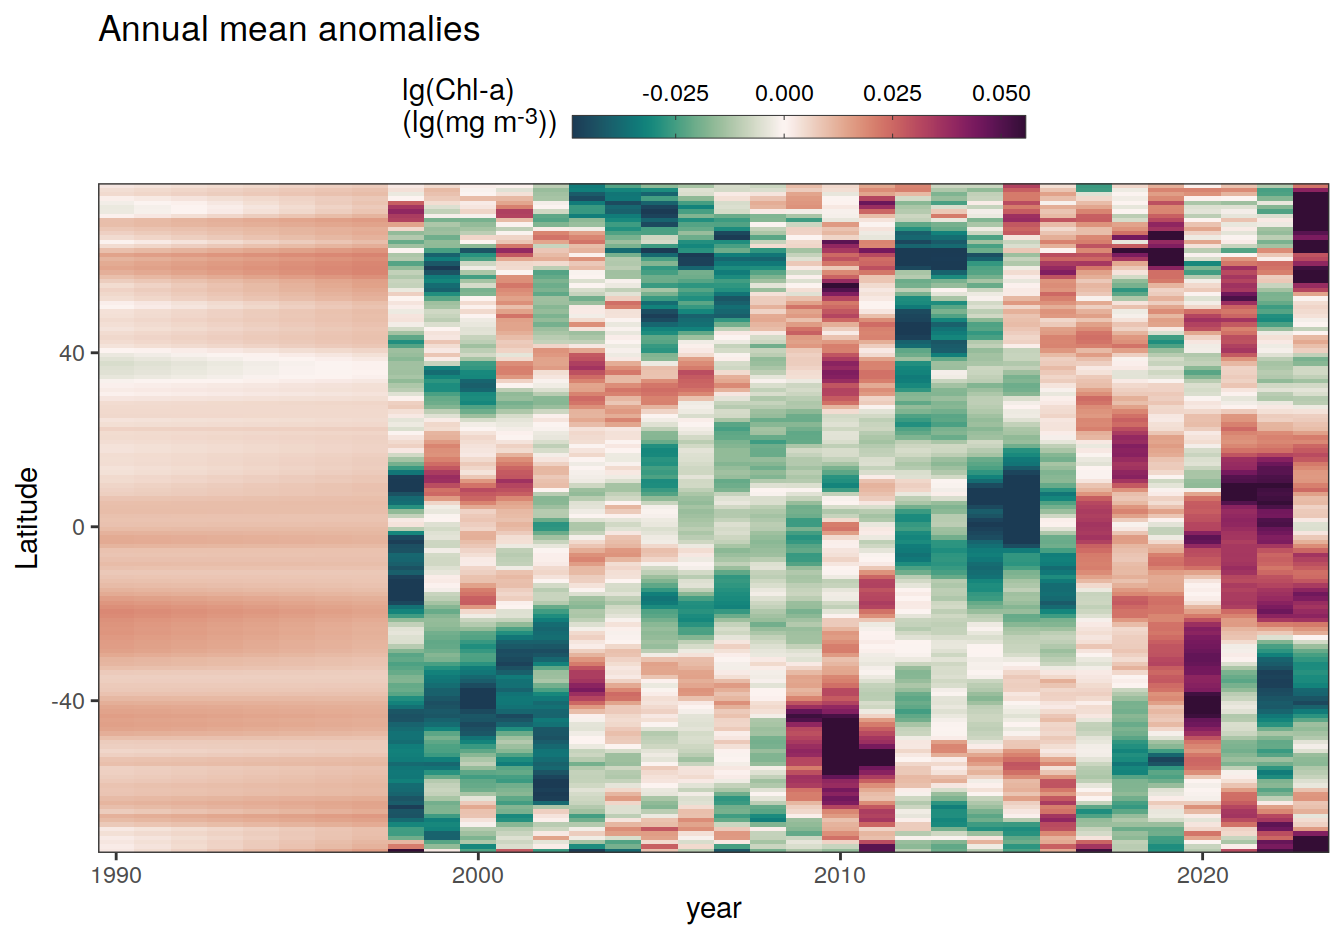 Annual mean anomalies
lg(Chl-a)
(lg(mg m-3))
-0.025 0.000 0.025 0.050
Latitude
40
0
-40
1990 2000 2010 2020
year